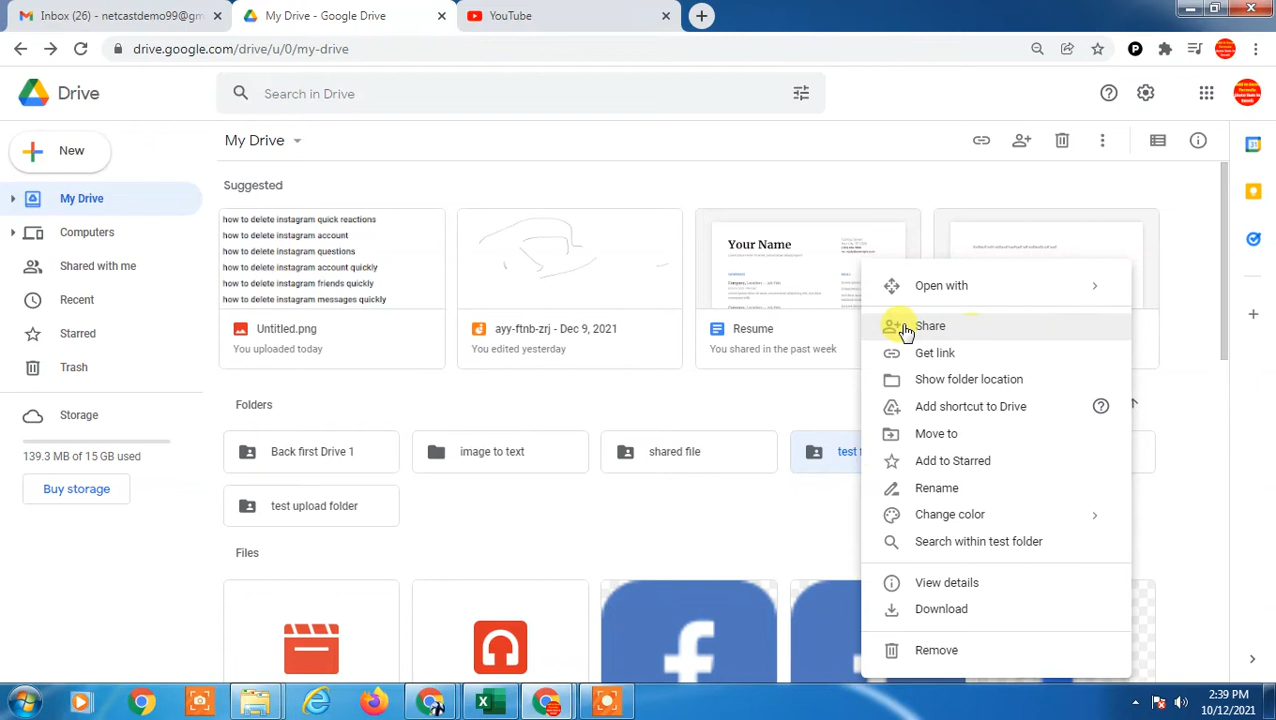 Inbox (26) - netcastdemo99@gm
My Drive - Google Drive
YouTube
drive.google.com/drive/u/0/my-drive
Drive
Search in Drive
New
My Drive
Computers
Shared with me
Recent
Starred
Trash
Storage
139.3 MB of 15 GB used
Buy storage
My Drive
Suggested
how to delete instagram quick reactions
how to delete instagram account
how to delete instagram questions
how to delete instagram account quickly
how to delete instagram friends quickly
how to delete instagram messages quickly
Untitled.png
You uploaded today
ayy-ftnb-zrj - Dec 9, 2021
You edited yesterday
Your Name
Resume
You shared in the past week
Folders
Back first Drive 1
image to text
shared file
test f
test upload folder
Files
Open with
Share
Get link
Show folder location
Add shortcut to Drive
Move to
Add to Starred
Rename
Change color
Search within test folder
View details
Download
Remove
2:39 PM
10/12/2021